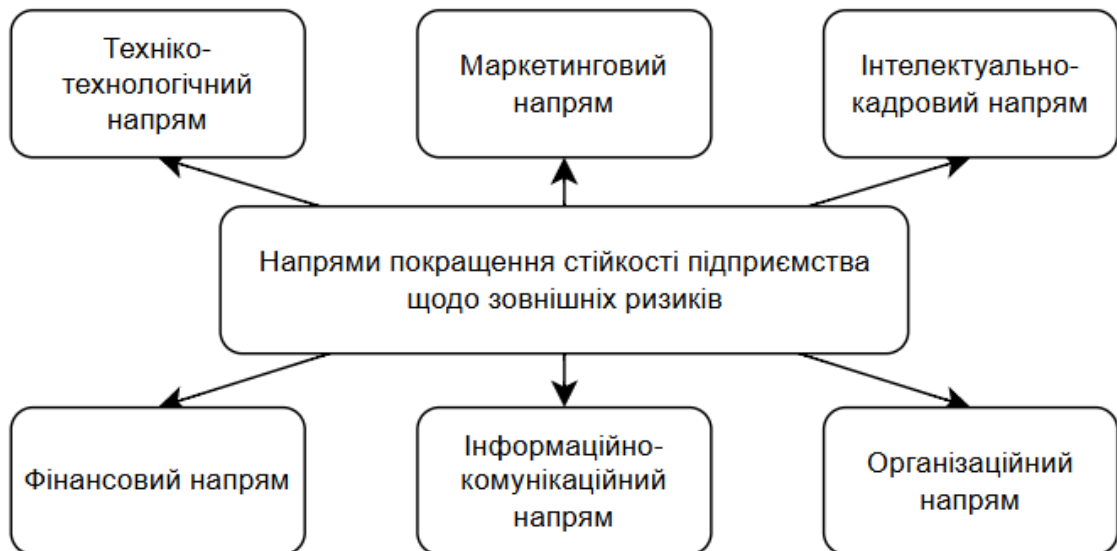 Техніко-
технологічний
напрям
Маркетинговий
напрям
Інтелектуально-
кадровий напрям
Напрями покращення стійкості підприємства
щодо зовнішніх ризиків
Фінансовий напрям
Інформаційно-
комунікаційний
напрям
Організаційний
напрям